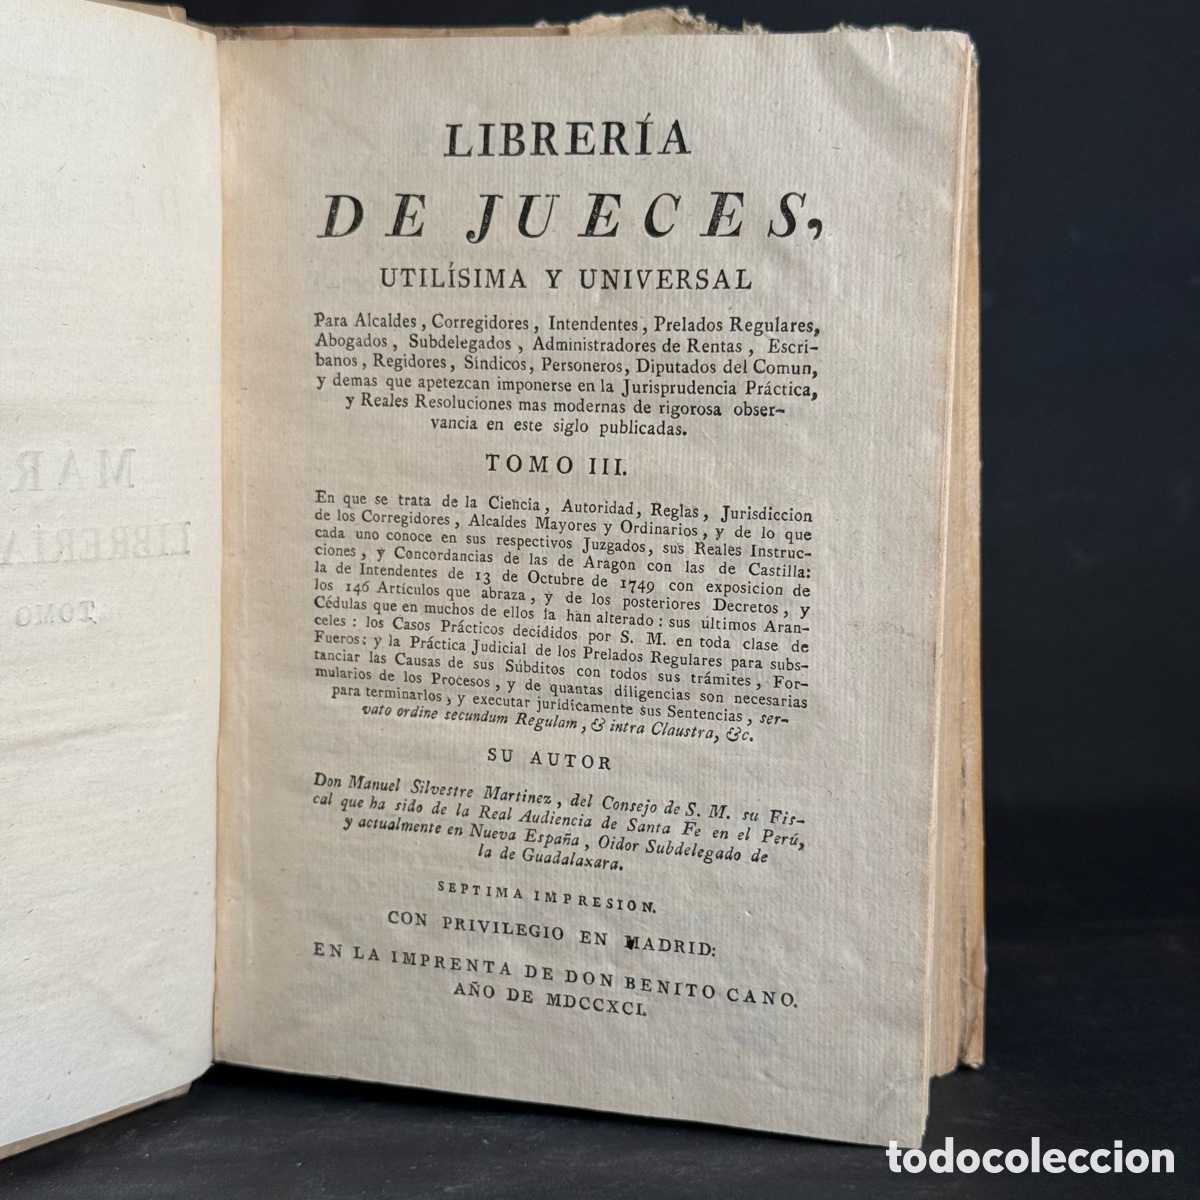 LIBRERÍA
DE JUECES,
UTILÍSIMA Y UNIVERSAL
Para Alcaldes, Corregidores, Intendentes, Prelados Regulares,
Abogados, Subdelegados, Administradores de Rentas, Escri-
banos, Regidores, Síndicos, Personeros, Diputados del Comun,
y demas que apetezcan imponerse en la Jurisprudencia Práctica,
y Reales Resoluciones mas modernas de rigorosa obser-
vancia en este siglo publicadas.
TOMO III.
En que se trata de la Ciencia, Autoridad, Reglas, Jurisdiccion
de los Corregidores, Alcaldes Mayores y Ordinarios, y de lo que
cada uno conoce en sus respectivos Juzgados, sus Reales Instruc-
ciones, y Concordancias de las de Aragon con las de Castilla:
la de Intendentes de 13 de Octubre de 1749 con exposicion de
los 146 Artículos que abraza, y de los posteriores Decretos, y
Cédulas que en muchos de ellos la han alterado: sus últimos Aran-
celes: los Casos Prácticos decididos por S. M. en toda clase de
Fueros: y la Práctica Judicial de los Prelados Regulares para subs-
tanciar las Causas de sus Súbditos con todos sus trámites, For-
mularios de los Procesos, y de quantas diligencias son necesarias
para terminarlos, y executar jurídicamente sus Sentencias, ser-
vato ordine secundum Regulam, & intra Claustra, &c.
SU AUTOR
Don Manuel Silvestre Martinez, del Consejo de S. M. su Fis-
cal que ha sido de la Real Audiencia de Santa Fe en el Perú,
y actualmente en Nueva España, Oidor Subdelegado de
la de Guadalaxara.
SEPTIMA IMPRESION.
CON PRIVILEGIO EN MADRID:
EN LA IMPRENTA DE DON BENITO CANO.
AÑO DE MDCCXCI.
todocoleccion